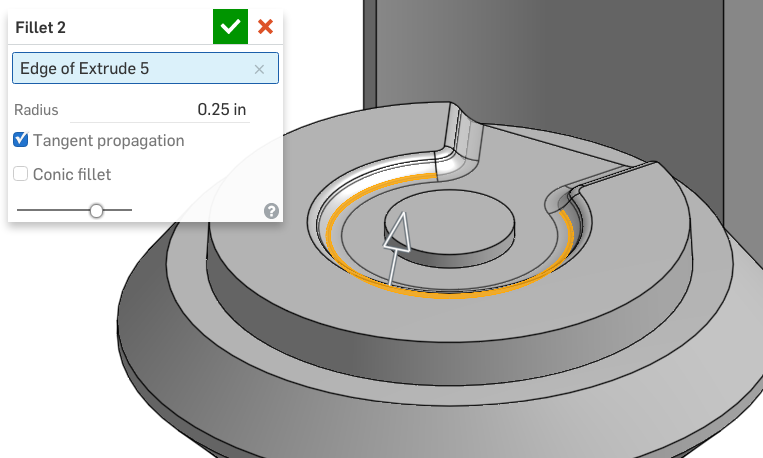 Fillet 2
Edge of Extrude 5
Radius 0.25 in
Tangent propagation
Conic fillet
?